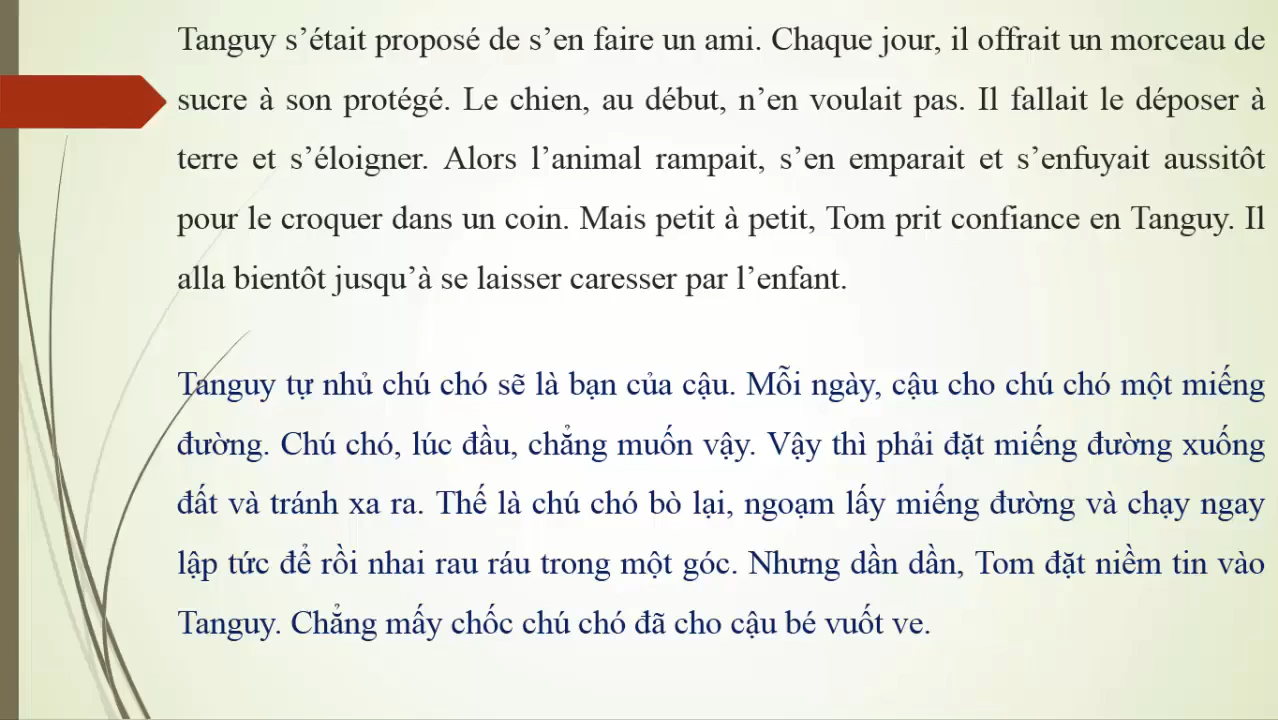 Tanguy s’était proposé de s’en faire un ami. Chaque jour, il offrait un morceau de
sucre à son protégé. Le chien, au début, n’en voulait pas. Il fallait le déposer à
terre et s’éloigner. Alors l’animal rampait, s’en emparait et s’enfuyait aussitôt
pour le croquer dans un coin. Mais petit à petit, Tom prit confiance en Tanguy. Il
alla bientôt jusqu’à se laisser caresser par l’enfant.
Tanguy tự nhủ chú chó sẽ là bạn của cậu. Mỗi ngày, cậu cho chú chó một miếng
đường. Chú chó, lúc đầu, chẳng muốn vậy. Vậy thì phải đặt miếng đường xuống
đất và tránh xa ra. Thế là chú chó bò lại, ngoạm lấy miếng đường và chạy ngay
lập tức để rồi nhai rau ráu trong một góc. Nhưng dần dần, Tom đặt niềm tin vào
Tanguy. Chẳng mấy chốc chú chó đã cho cậu bé vuốt ve.